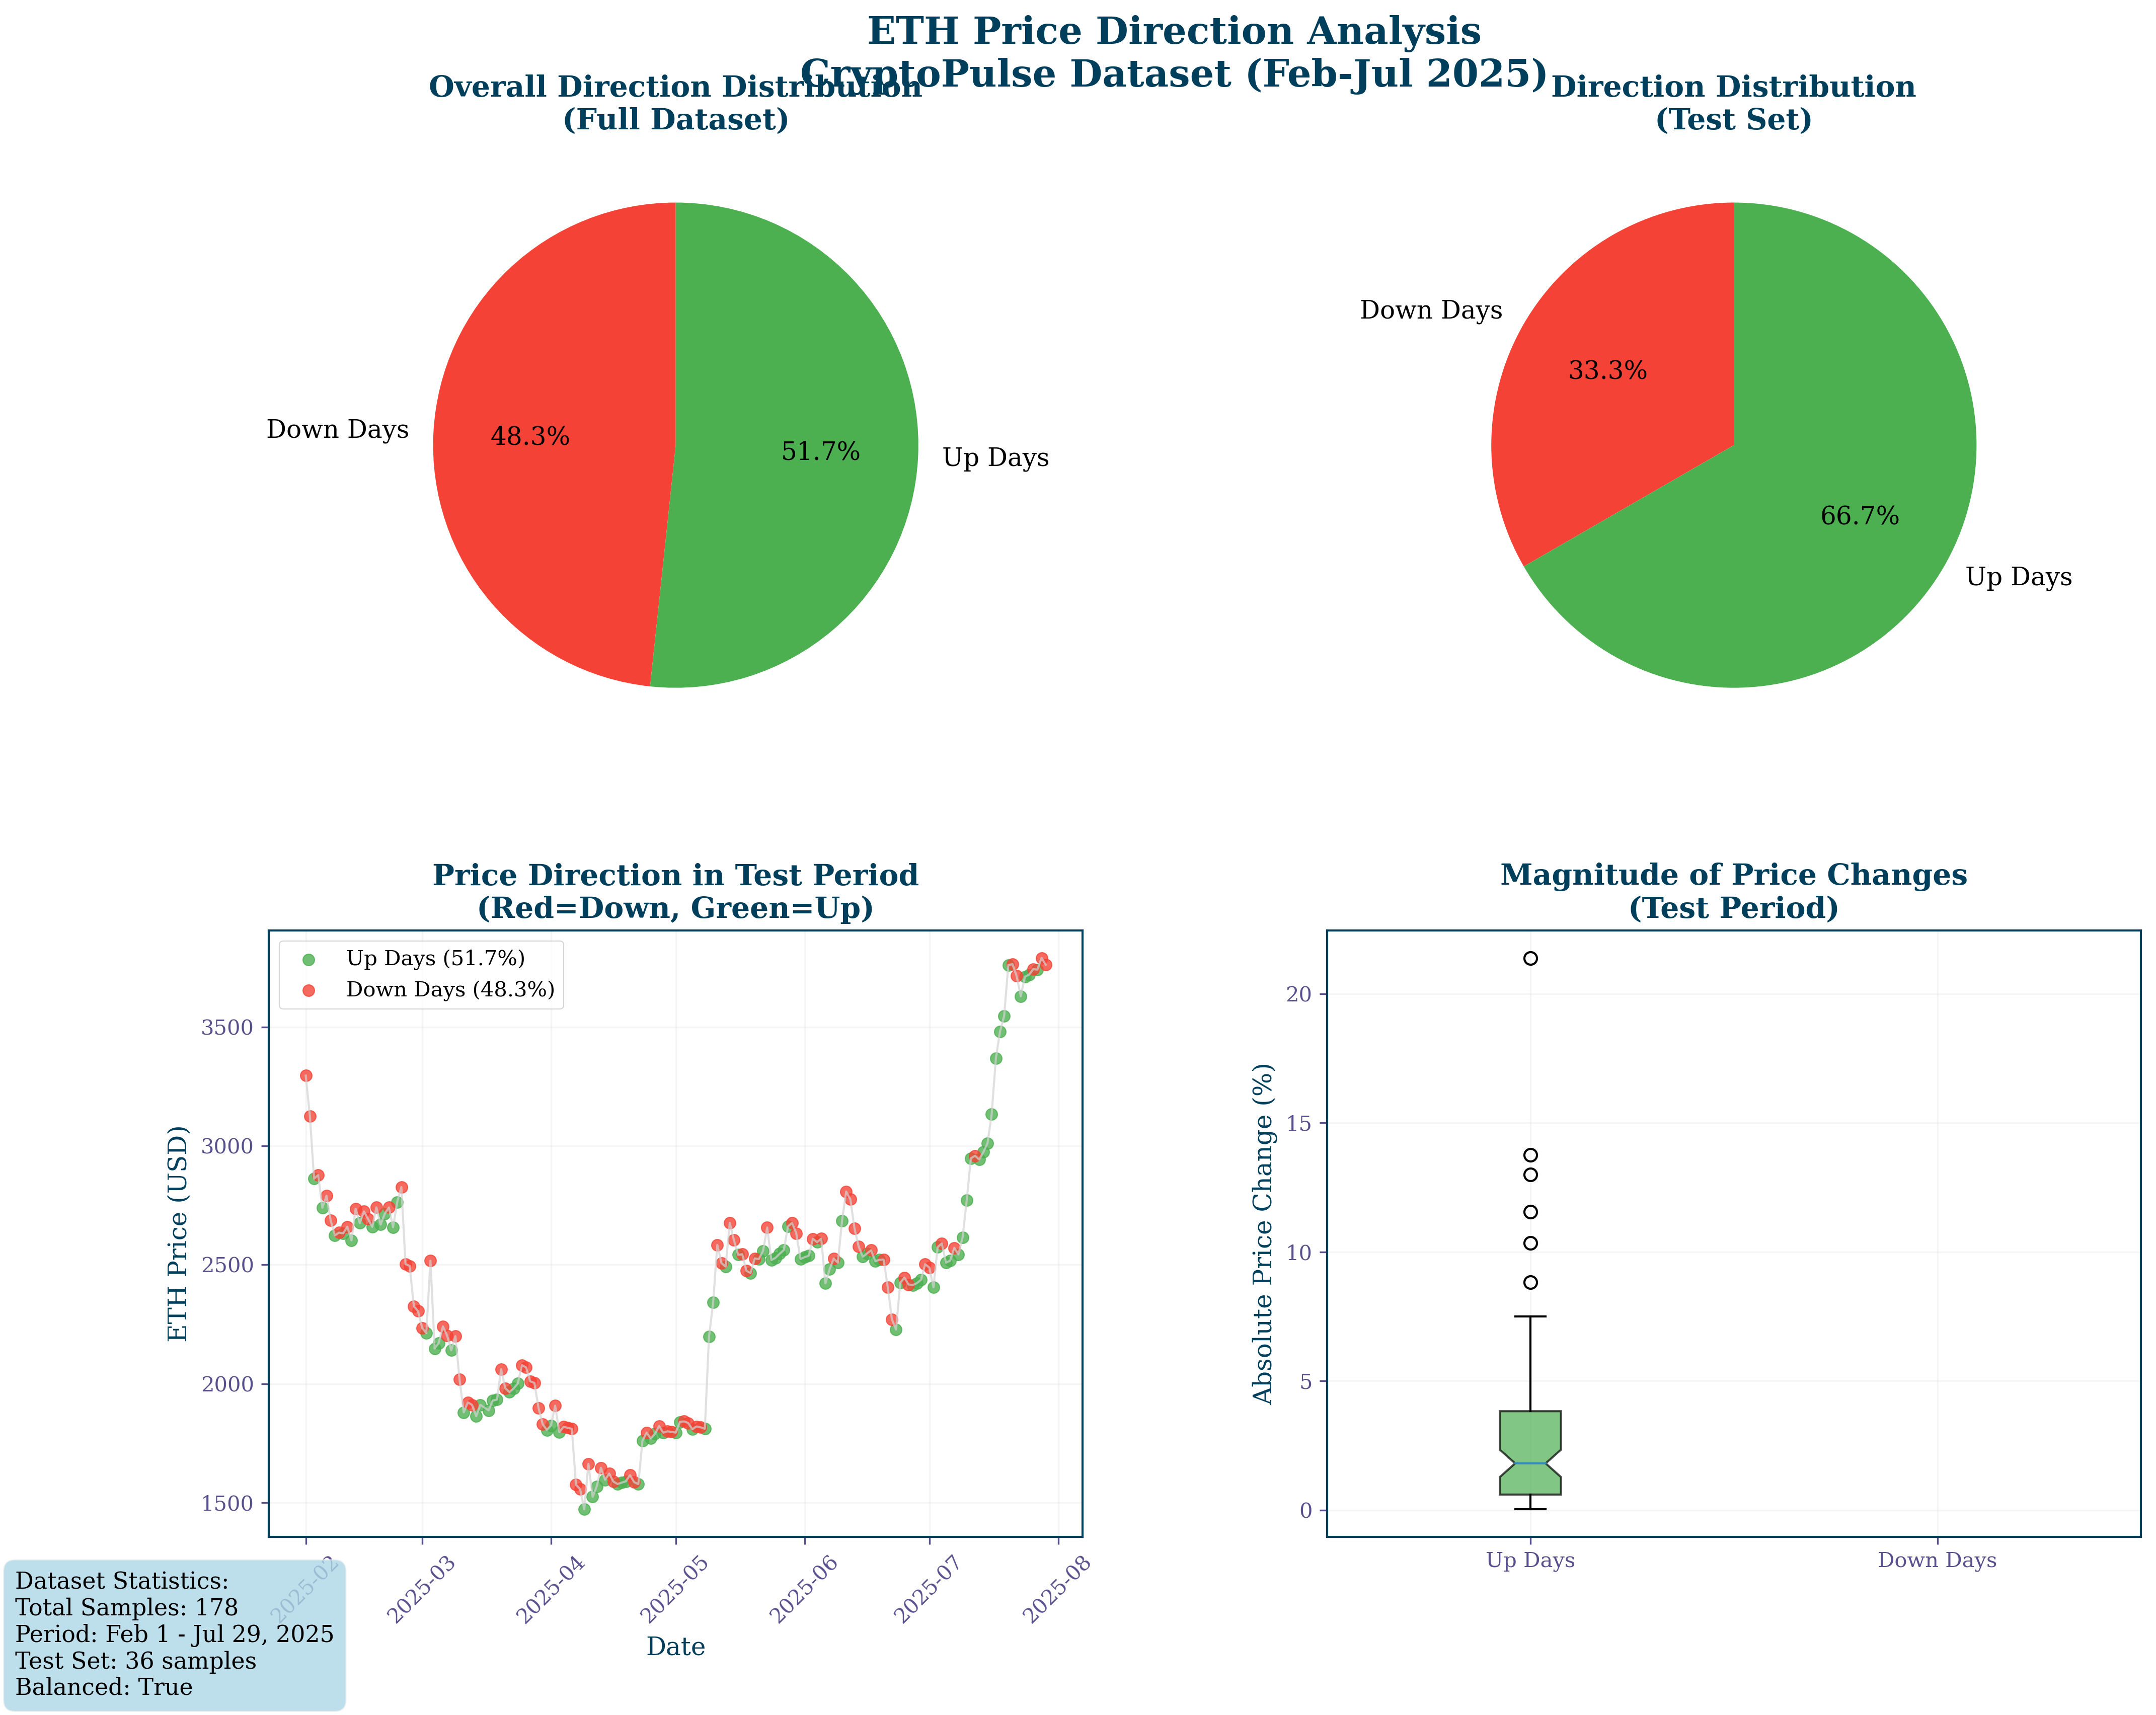 ETH Price Direction Analysis
CryptoPulse Dataset (Feb-Jul 2025)
Overall Direction Distribution
(Full Dataset)
Down Days
48.3%
51.7%
Up Days
Direction Distribution
(Test Set)
Down Days
33.3%
66.7%
Up Days
Price Direction in Test Period
(Red=Down, Green=Up)
Up Days (51.7%)
Down Days (48.3%)
ETH Price (USD)
3500
3000
2500
2000
1500
2025-02
2025-03
2025-04
2025-05
2025-06
2025-07
2025-08
Date
Magnitude of Price Changes
(Test Period)
Absolute Price Change (%)
20
15
10
5
0
Up Days
Down Days
Dataset Statistics:
Total Samples: 178
Period: Feb 1 - Jul 29, 2025
Test Set: 36 samples
Balanced: True